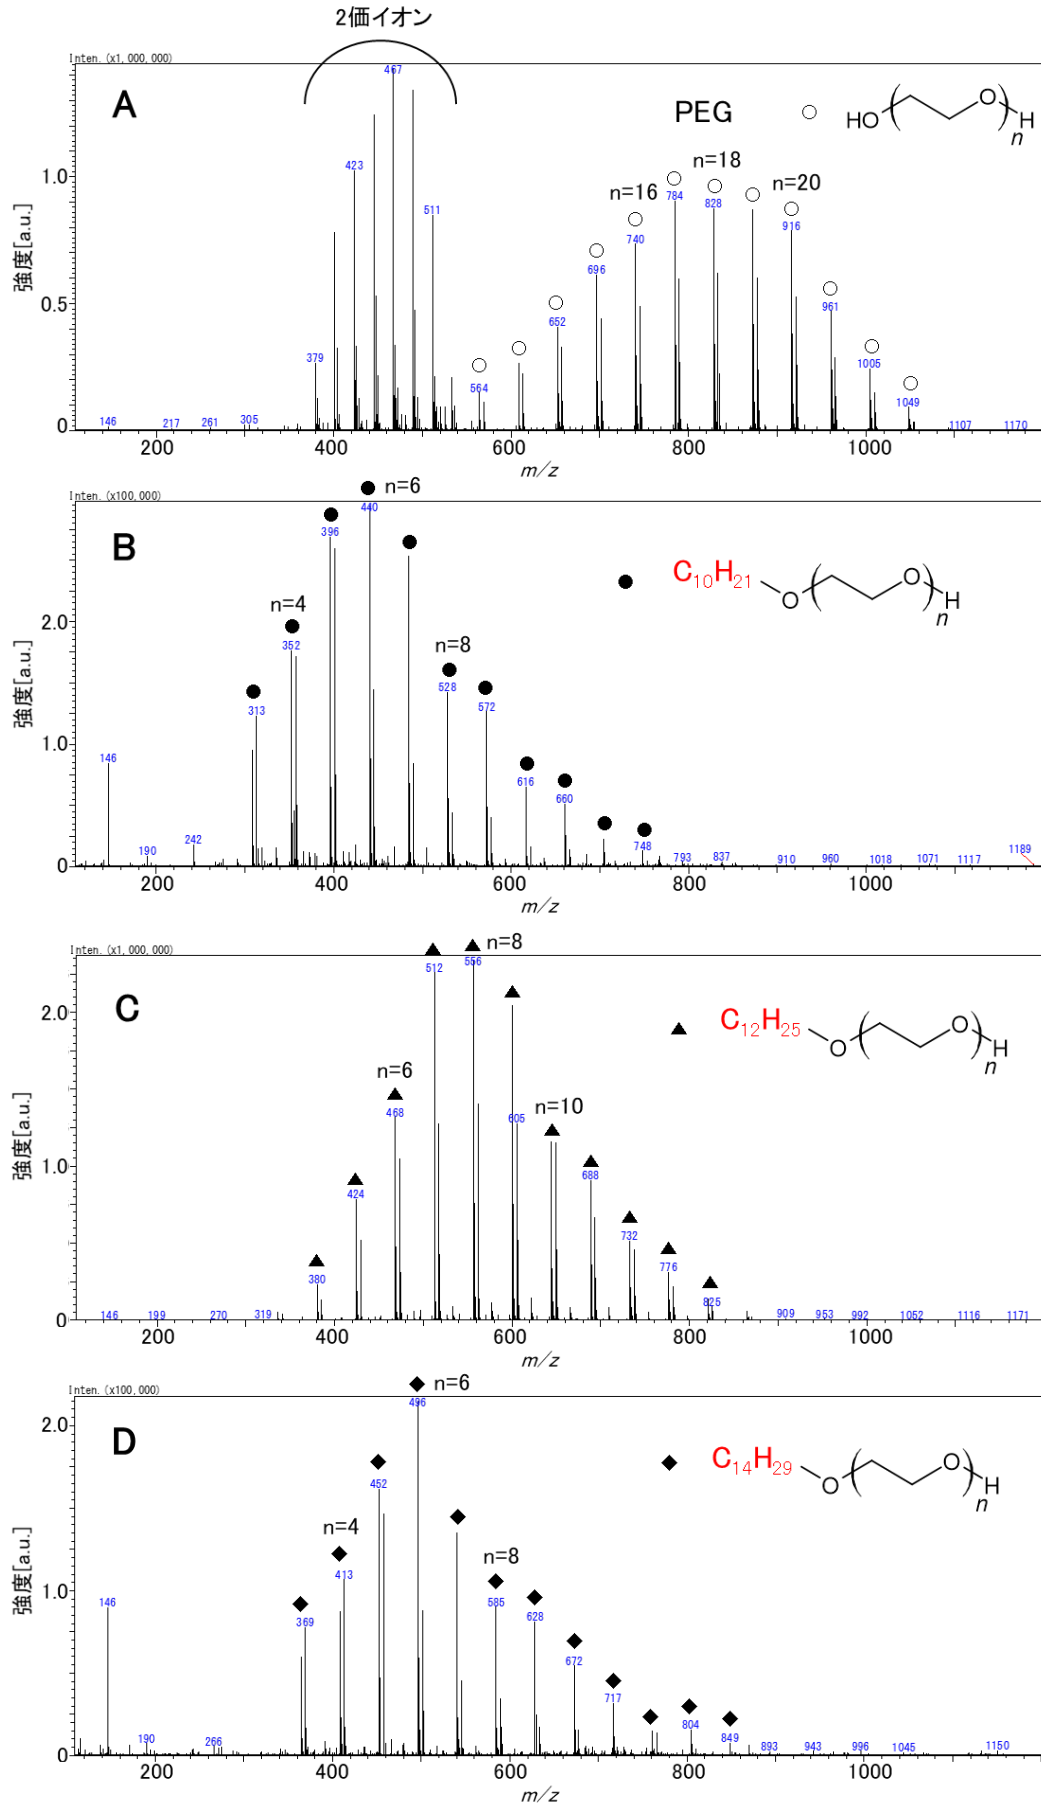 2価イオン
Inten. (x1,000,000)
A
467
423
511
379
146
217
261
305
564
652
696
740
784
828
916
961
1005
1049
1107
1170
n=16
n=18
n=20
PEG
HO
O
H
n
1.0
0.5
0
強度[a.u.]
200
400
600
800
1000
m/z
Inten. (x100,000)
B
n=6
440
396
n=4
352
313
n=8
528
572
616
660
748
146
190
242
793
837
910
960
1018
1071
1117
1189
C10H21
O
O
H
n
2.0
1.0
0
強度[a.u.]
200
400
600
800
1000
m/z
Inten. (x1,000,000)
C
n=8
512
556
n=6
468
605
n=10
424
380
688
732
776
825
146
199
270
319
909
953
992
1052
1116
1171
C12H25
O
O
H
n
2.0
1.0
0
強度[a.u.]
200
400
600
800
1000
m/z
Inten. (x100,000)
D
n=6
496
452
n=4
413
369
n=8
585
628
672
717
804
849
146
190
266
893
943
996
1045
1150
C14H29
O
O
H
n
2.0
1.0
0
強度[a.u.]
200
400
600
800
1000
m/z